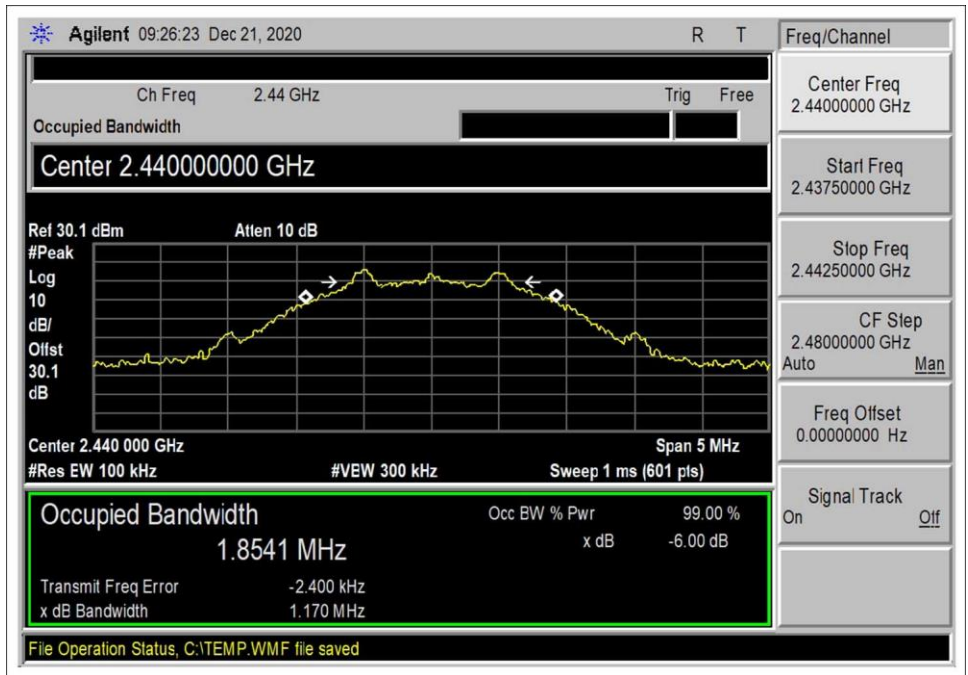 Agilent 09:26:23 Dec 21, 2020 R T
Freq/Channel
Ch Freq 2.44 GHz Trig Free
Occupied Bandwidth
Center 2.440000000 GHz
Ref 30.1 dBm Atten 10 dB
#Peak
Log
10
dB/
Offst
30.1
dB
Center 2.440 000 GHz Span 5 MHz
#Res EW 100 kHz #VEW 300 kHz Sweep 1 ms (601 pts)
Occupied Bandwidth Occ BW % Pwr 99.00 %
1.8541 MHz x dB -6.00 dB
Transmit Freq Error -2.400 kHz
x dB Bandwidth 1.170 MHz
File Operation Status, C:\TEMP.WMF file saved
Center Freq
2.44000000 GHz
Start Freq
2.43750000 GHz
Stop Freq
2.44250000 GHz
CF Step
2.48000000 GHz
Auto Man
Freq Offset
0.00000000 Hz
Signal Track
On Off